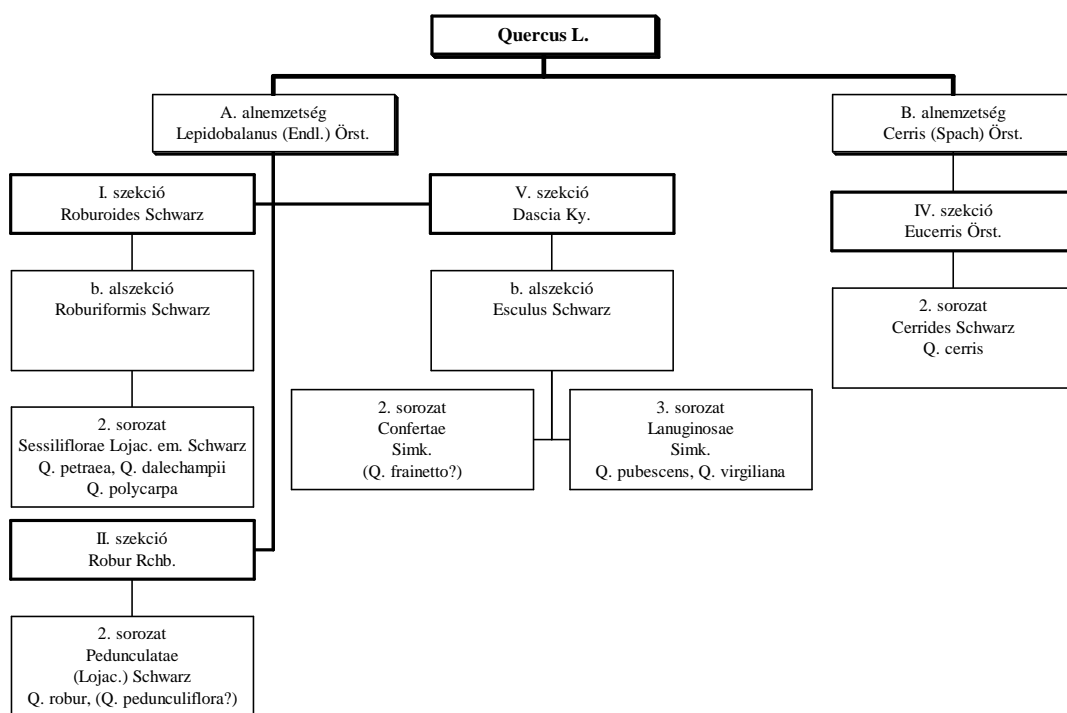 Quercus L.
A. alnemzetség
Lepidobalanus (Endl.) Örst.
B. alnemzetség
Cerris (Spach) Örst.
I. szekció
Roburoides Schwarz
V. szekció
Dascia Ky.
IV. szekció
Eucerris Örst.
b. alszekció
Roburiformis Schwarz
b. alszekció
Esculus Schwarz
2. sorozat
Cerrides Schwarz
Q. cerris
2. sorozat
Sessiliflorae Lojac. em. Schwarz
Q. petraea, Q. dalechampii
Q. polycarpa
2. sorozat
Confertae
Simk.
(Q. frainetto?)
3. sorozat
Lanuginosae
Simk.
Q. pubescens, Q. virgiliana
II. szekció
Robur Rchb.
2. sorozat
Pedunculatae
(Lojac.) Schwarz
Q. robur, (Q. pedunculiflora?)